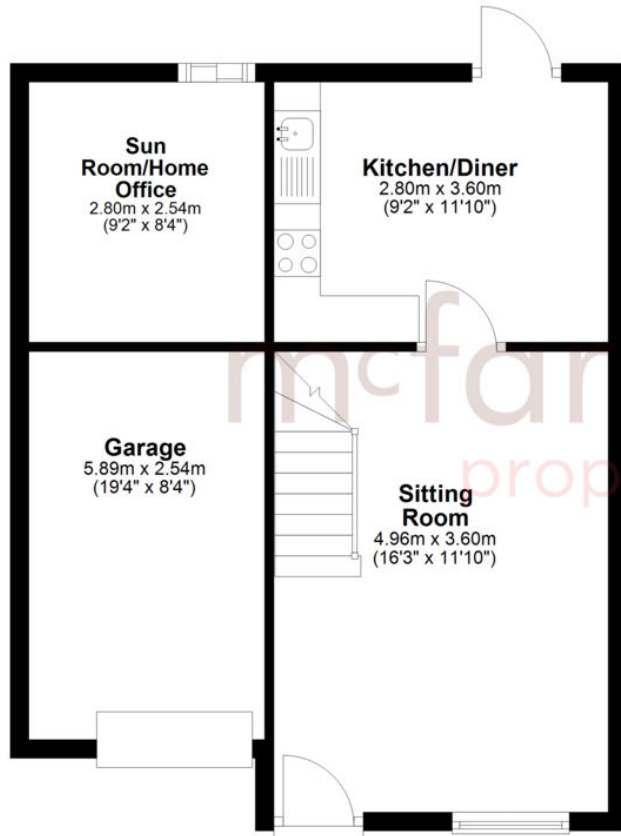 Sun
Room/Home
Office
2.80m x 2.54m
(9'2" x 8'4")
Kitchen/Diner
2.80m x 3.60m
(9'2" x 11'10")
mcfar
prop
Garage
5.89m x 2.54m
(19'4" x 8'4")
Sitting
Room
4.96m x 3.60m
(16'3" x 11'10")